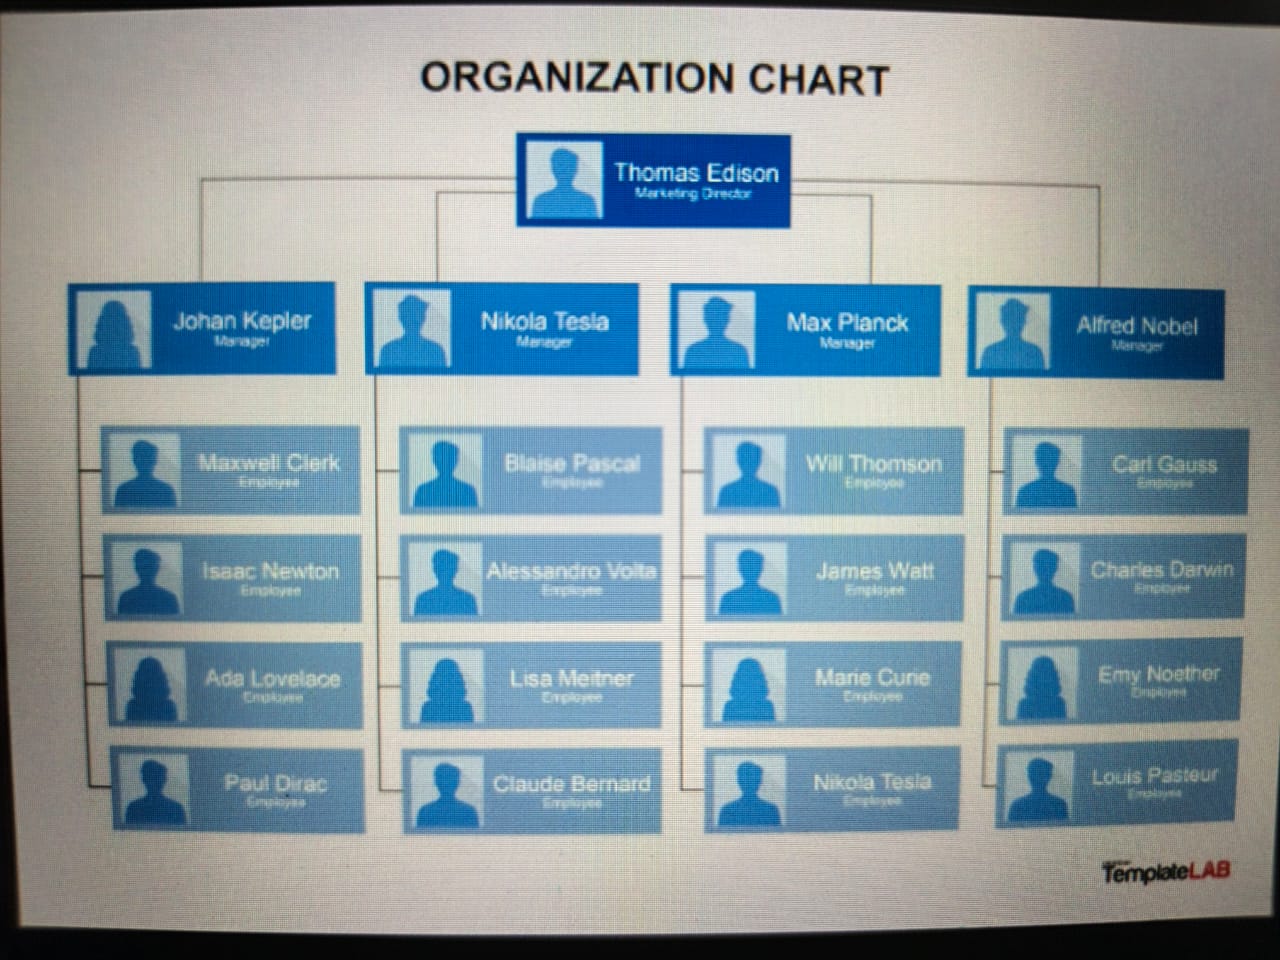 ORGANIZATION CHART
Thomas Edison
Marketing Director
Johan Kepler
Manager
Nikola Tesla
Manager
Max Planck
Manager
Alfred Nobel
Manager
Maxwell Clerk
Employee
Blaise Pascal
Employee
Will Thomson
Employee
Carl Gauss
Employee
Isaac Newton
Employee
Alessandro Volta
Employee
James Watt
Employee
Charles Darwin
Employee
Ada Lovelace
Employee
Lisa Meitner
Employee
Marie Curie
Employee
Emy Noether
Employee
Paul Dirac
Employee
Claude Bernard
Employee
Nikola Tesla
Employee
Louis Pasteur
Employee
TemplateLAB